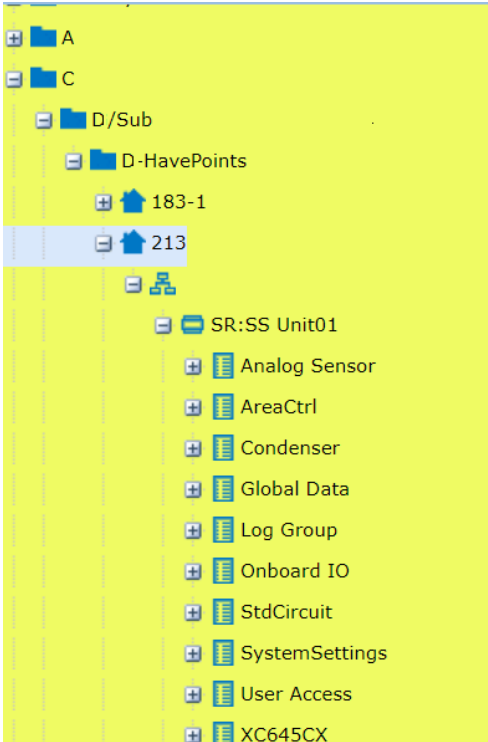 A
C
D/Sub
D-HavePoints
183-1
213
SR:SS Unit01
Analog Sensor
AreaCtrl
Condenser
Global Data
Log Group
Onboard IO
StdCircuit
SystemSettings
User Access
XC645CX